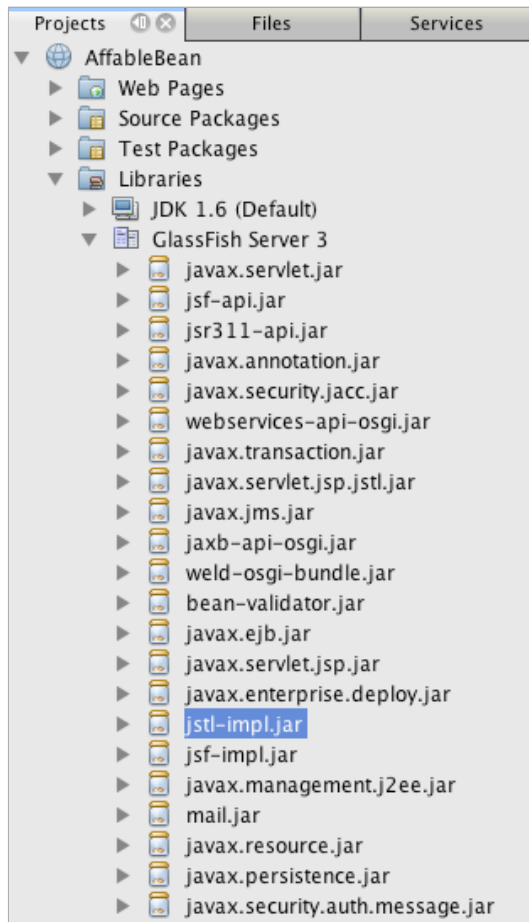 Projects Files Services
AffableBean
Web Pages
Source Packages
Test Packages
Libraries
JDK 1.6 (Default)
GlassFish Server 3
javax.servlet.jar
jsf-api.jar
jsr311-api.jar
javax.annotation.jar
javax.security.jacc.jar
webservices-api-osgi.jar
javax.transaction.jar
javax.servlet.jsp.jstl.jar
javax.jms.jar
jaxb-api-osgi.jar
weld-osgi-bundle.jar
bean-validator.jar
javax.ejb.jar
javax.servlet.jsp.jar
javax.enterprise.deploy.jar
jstl-impl.jar
jsf-impl.jar
javax.management.j2ee.jar
mail.jar
javax.resource.jar
javax.persistence.jar
javax.security.auth.message.jar